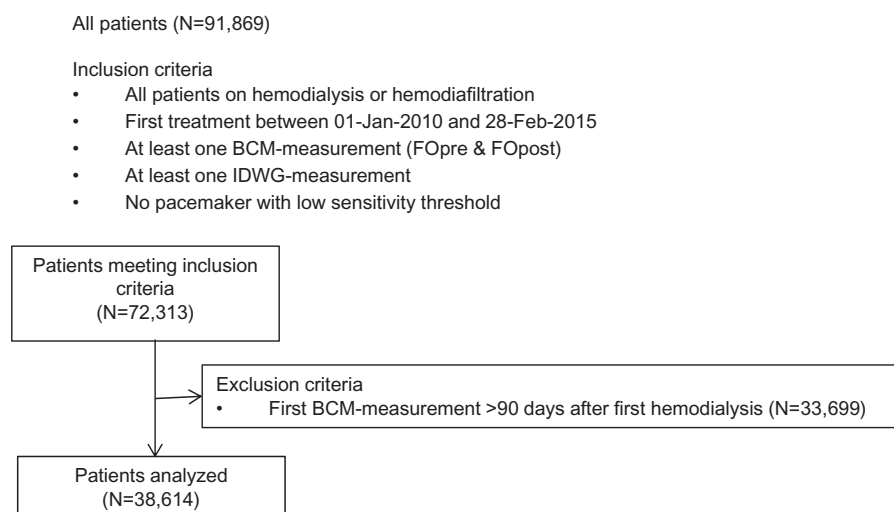 All patients (N=91,869)
Inclusion criteria
• All patients on hemodialysis or hemodiafiltration
• First treatment between 01-Jan-2010 and 28-Feb-2015
• At least one BCM-measurement (FOpre & FOpost)
• At least one IDWG-measurement
• No pacemaker with low sensitivity threshold
Patients meeting inclusion
criteria
(N=72,313)
Exclusion criteria
• First BCM-measurement >90 days after first hemodialysis (N=33,699)
Patients analyzed
(N=38,614)